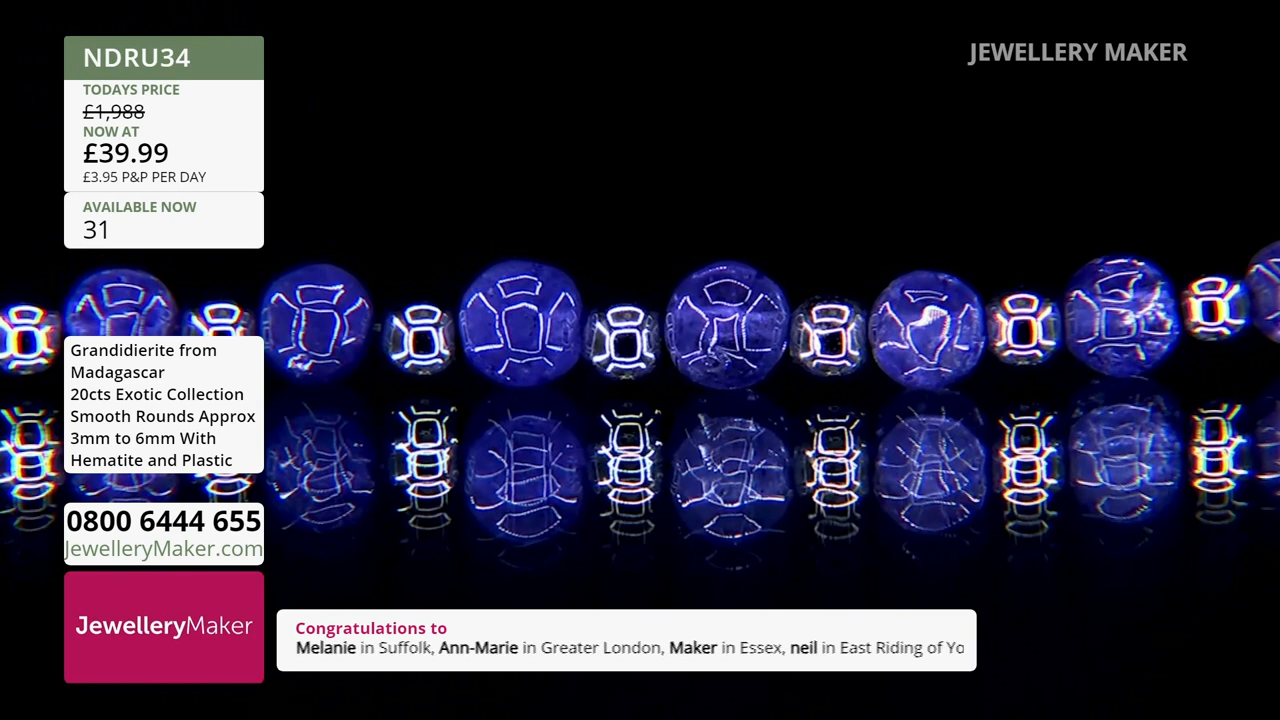 NDRU34
TODAYS PRICE
£1,988
NOW AT
£39.99
£3.95 P&P PER DAY
AVAILABLE NOW
31
JEWELLERY MAKER
Grandidierite from
Madagascar
20cts Exotic Collection
Smooth Rounds Approx
3mm to 6mm With
Hematite and Plastic
0800 6444 655
JewelleryMaker.com
JewelleryMaker
Congratulations to
Melanie in Suffolk, Ann-Marie in Greater London, Maker in Essex, neil in East Riding of Yo